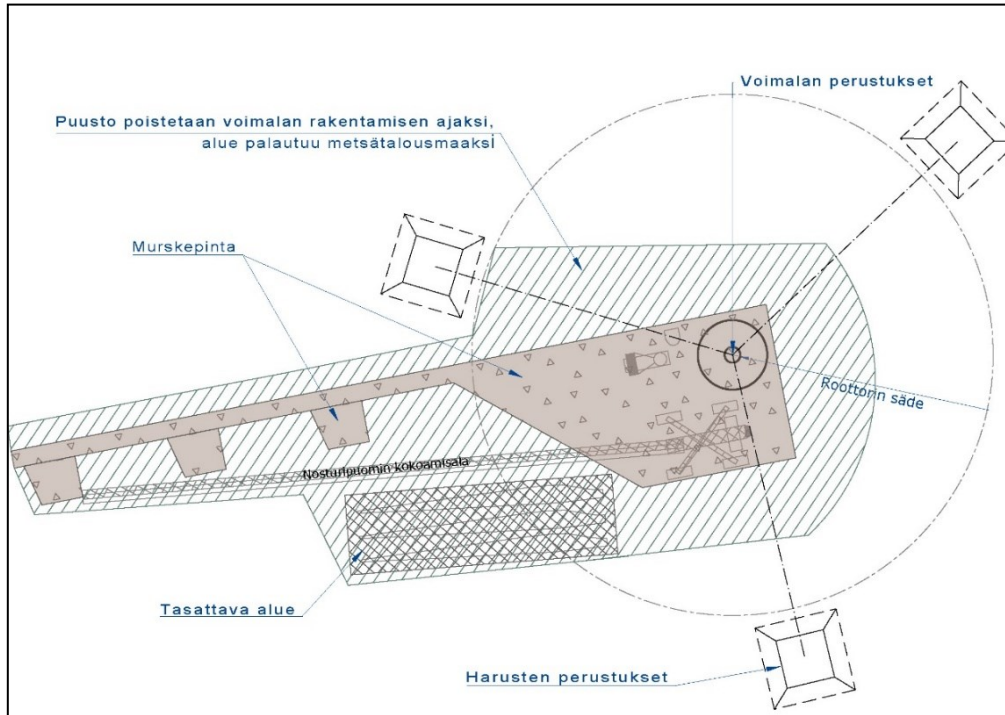 Voimalan perustukset
Puusto poistetaan voimalan rakentamisen ajaksi,
alue palautuu metsätalousmaaksi
Murskepinta
Roottorin säde
Nosturipuomin kokoamisala
Tasattava alue
Harusten perustukset